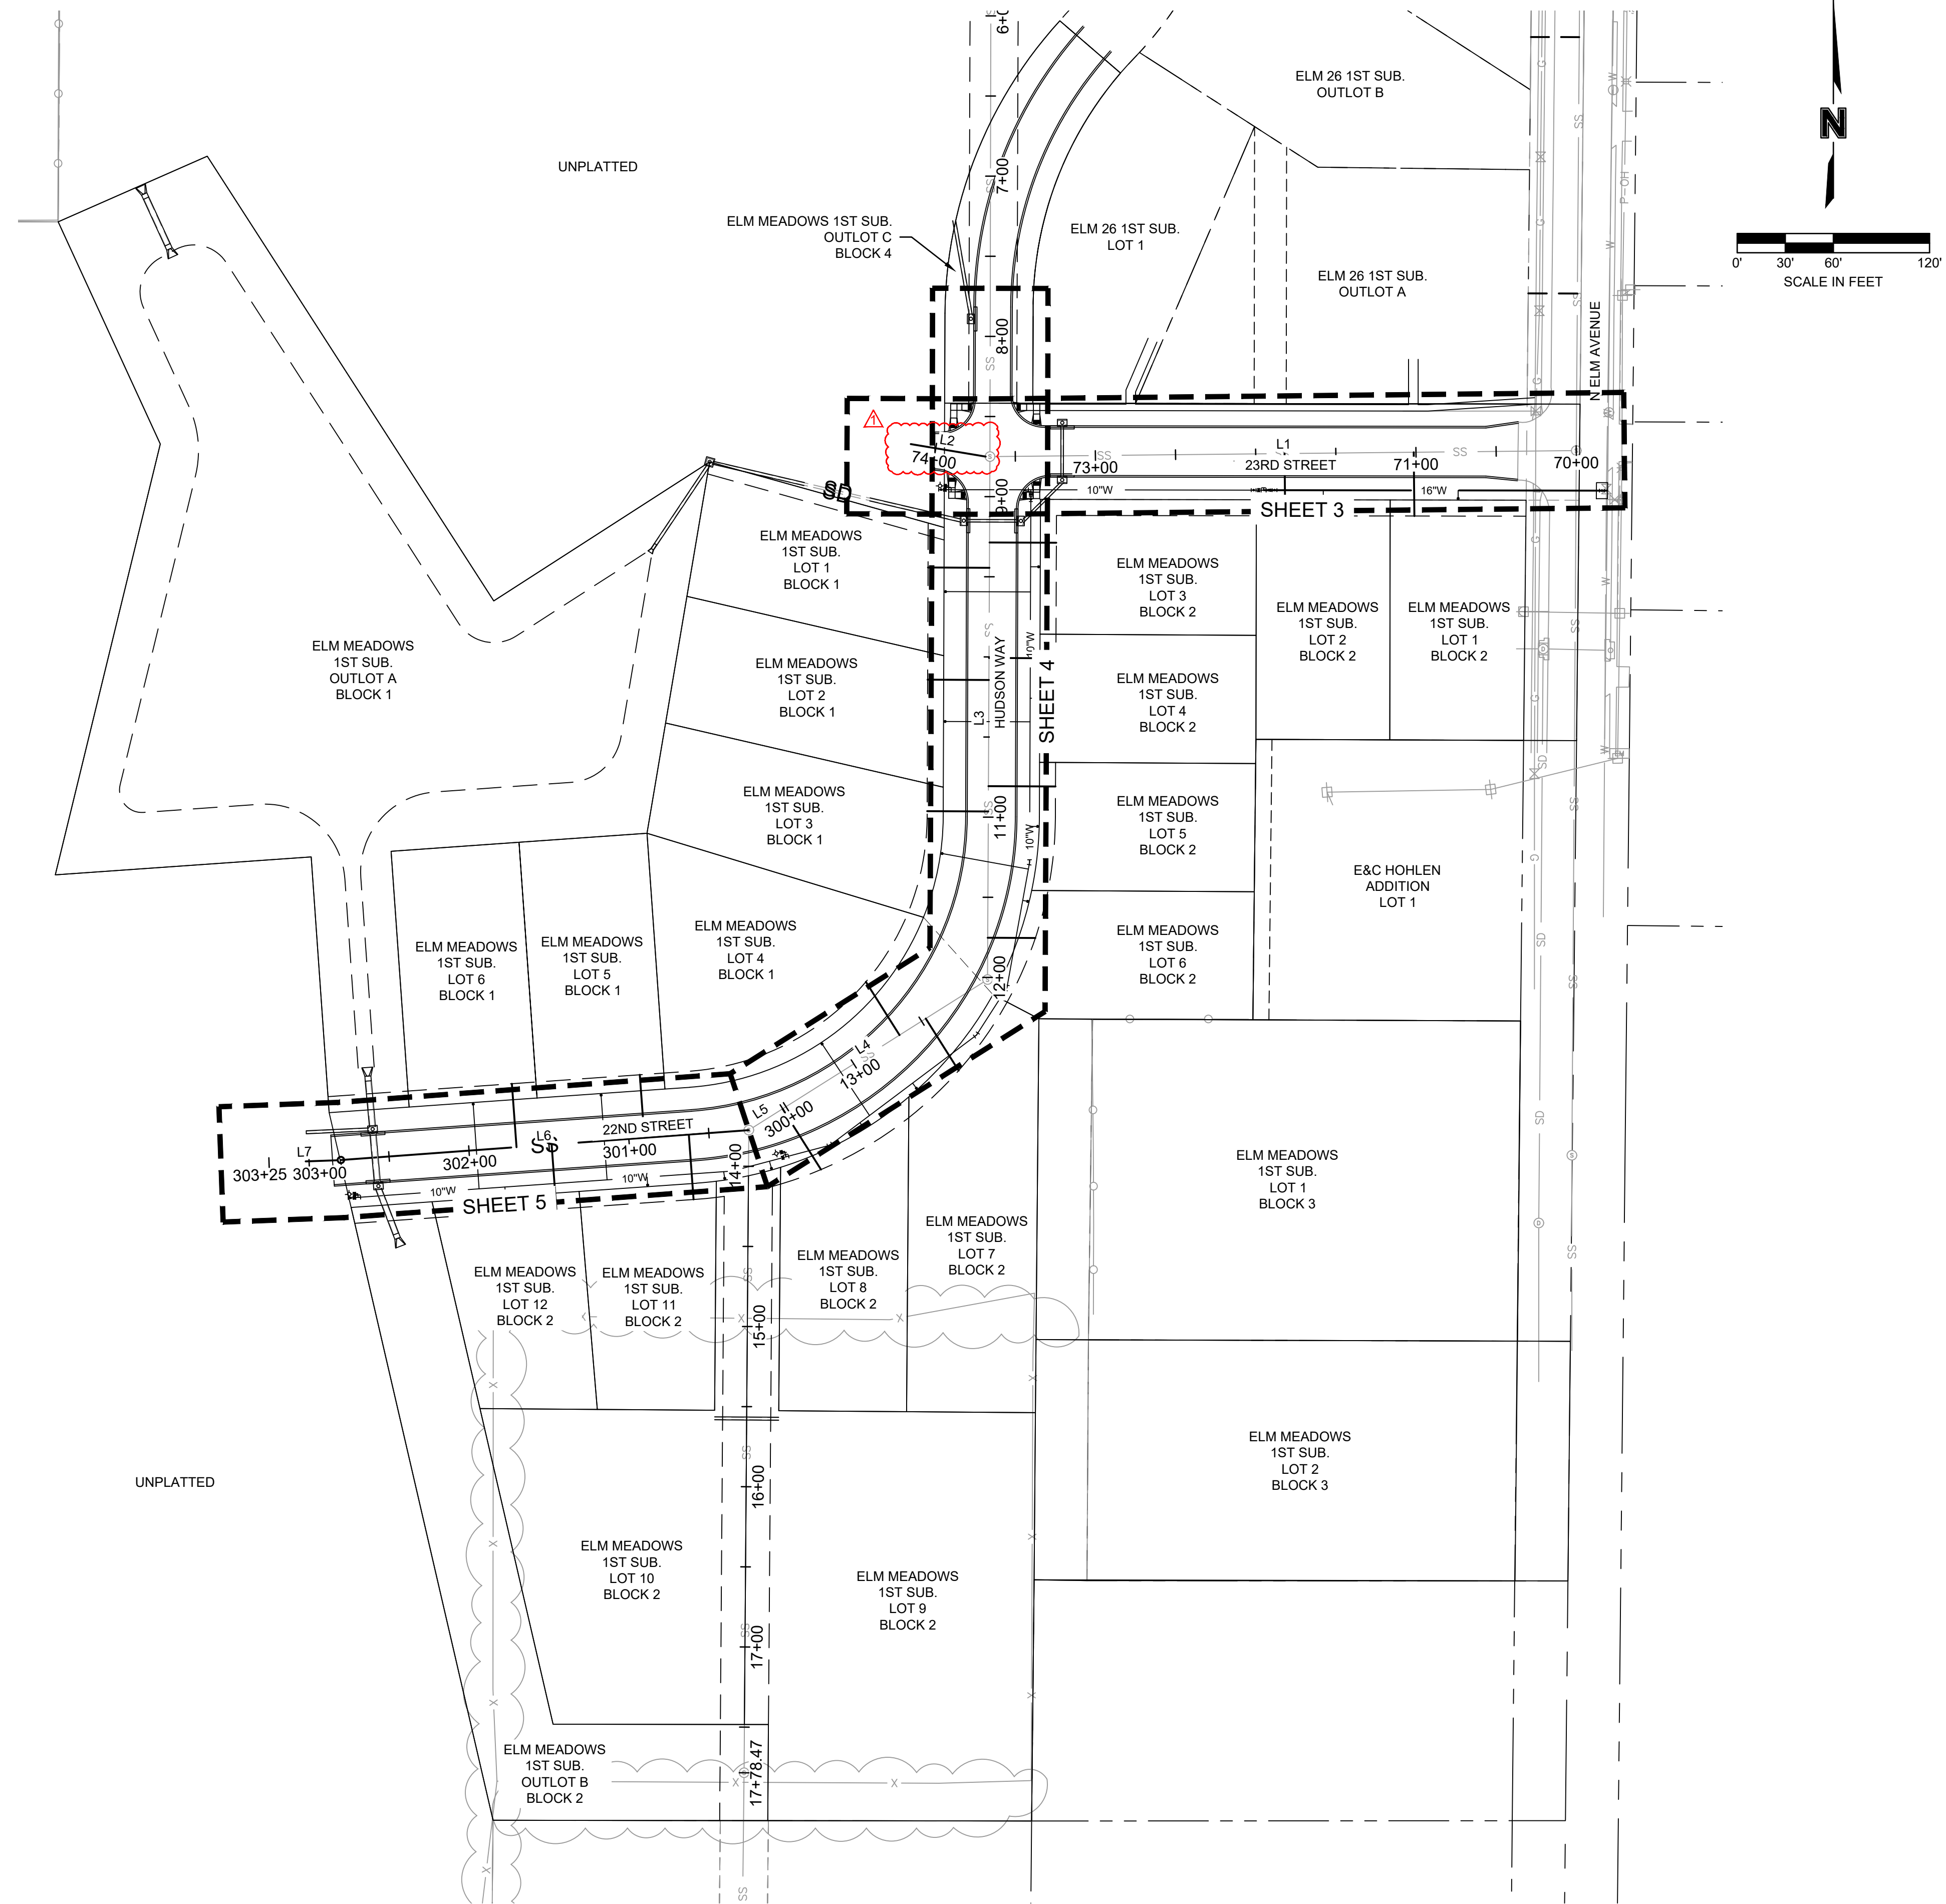 6+0
ELM 26 1ST SUB.
OUTLOT B
UNPLATTED
7+00
ELM MEADOWS 1ST SUB.
OUTLOT C
BLOCK 4
ELM 26 1ST SUB.
LOT 1
ELM 26 1ST SUB.
OUTLOT A
N
0' 30' 60' 120'
SCALE IN FEET
N ELM AVENUE
P-OH
8+00
1
L2
74+00
L1
SS
SS
73+00
23RD STREET
71+00
70+00
SD
9+00
10"W
16"W
SHEET 3
ELM MEADOWS
1ST SUB.
LOT 1
BLOCK 1
ELM MEADOWS
1ST SUB.
LOT 3
BLOCK 2
ELM MEADOWS
1ST SUB.
LOT 2
BLOCK 2
ELM MEADOWS
1ST SUB.
LOT 1
BLOCK 2
ELM MEADOWS
1ST SUB.
OUTLOT A
BLOCK 1
ELM MEADOWS
1ST SUB.
LOT 2
BLOCK 1
L3
HUDSON WAY
10"W
SHEET 4
ELM MEADOWS
1ST SUB.
LOT 4
BLOCK 2
ELM MEADOWS
1ST SUB.
LOT 3
BLOCK 1
11+00
10"W
ELM MEADOWS
1ST SUB.
LOT 5
BLOCK 2
E&C HOHLEN
ADDITION
LOT 1
ELM MEADOWS
1ST SUB.
LOT 6
BLOCK 1
ELM MEADOWS
1ST SUB.
LOT 5
BLOCK 1
ELM MEADOWS
1ST SUB.
LOT 4
BLOCK 1
12+00
ELM MEADOWS
1ST SUB.
LOT 6
BLOCK 2
L4
13+00
L5
300+00
22ND STREET
L6
SS
301+00
302+00
L7
303+25 303+00
14+00
10"W
10"W
SHEET 5
ELM MEADOWS
1ST SUB.
LOT 1
BLOCK 3
ELM MEADOWS
1ST SUB.
LOT 12
BLOCK 2
ELM MEADOWS
1ST SUB.
LOT 11
BLOCK 2
ELM MEADOWS
1ST SUB.
LOT 8
BLOCK 2
ELM MEADOWS
1ST SUB.
LOT 7
BLOCK 2
15+00
16+00
ELM MEADOWS
1ST SUB.
LOT 2
BLOCK 3
UNPLATTED
ELM MEADOWS
1ST SUB.
LOT 10
BLOCK 2
ELM MEADOWS
1ST SUB.
LOT 9
BLOCK 2
17+00
ELM MEADOWS
1ST SUB.
OUTLOT B
BLOCK 2
17+78.47